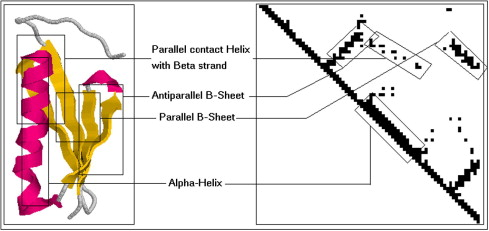 Parallel contact Helix
with Beta strand
Antiparallel B-Sheet
Parallel B-Sheet
Alpha-Helix